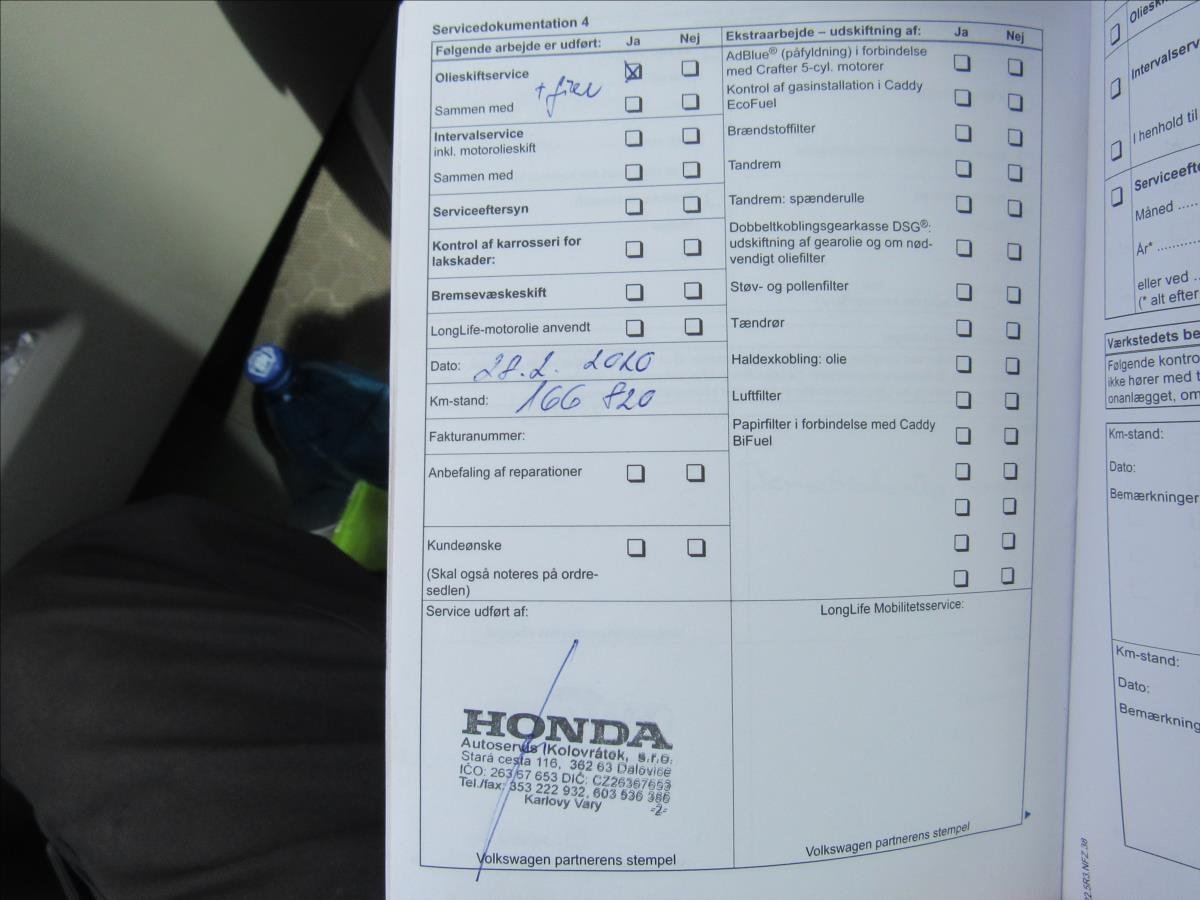 Servicedokumentation 4
Følgende arbejde er udført: Ja Nej
Olieskiftservice
Sammen med
Intervalservice
inkl. motorolieskift
Sammen med
Serviceeftersyn
Kontrol af karrosseri for
lakskader:
Bremsevæskeskift
LongLife-motorolie anvendt
Dato: 28.2. 2020
Km-stand: 166 820
Fakturanummer:
Anbefaling af reparationer
Kundeønske
(Skal også noteres på ordre-
sedlen)
Service udført af:
HONDA
Autoservis Kolovrátek, s.r.o.
Stará cesta 116, 362 63 Dalovice
IČO: 263 67 653 DIČ: CZ26367653
Tel./fax: 353 222 932, 603 536 386
Karlovy Vary -2-
Volkswagen partnerens stempel
Ekstraarbejde – udskiftning af: Ja Nej
AdBlue® (påfyldning) i forbindelse
med Crafter 5-cyl. motorer
Kontrol af gasinstallation i Caddy
EcoFuel
Brændstoffilter
Tandrem
Tandrem: spænderulle
Dobbeltkoblingsgearkasse DSG®:
udskiftning af gearolie og om nød-
vendigt oliefilter
Støv- og pollenfilter
Tændrør
Haldexkobling: olie
Luftfilter
Papirfilter i forbindelse med Caddy
BiFuel
LongLife Mobilitetsservice:
Volkswagen partnerens stempel
Intervalserv
I henhold til
Serviceefter
Måned .....
År* ..........
eller ved ..
(* alt efter
Værkstedets be
Følgende kontro
ikke hører med t
onanlægget, om
Km-stand:
Dato:
Bemærkninger
Km-stand:
Dato:
Bemærkning